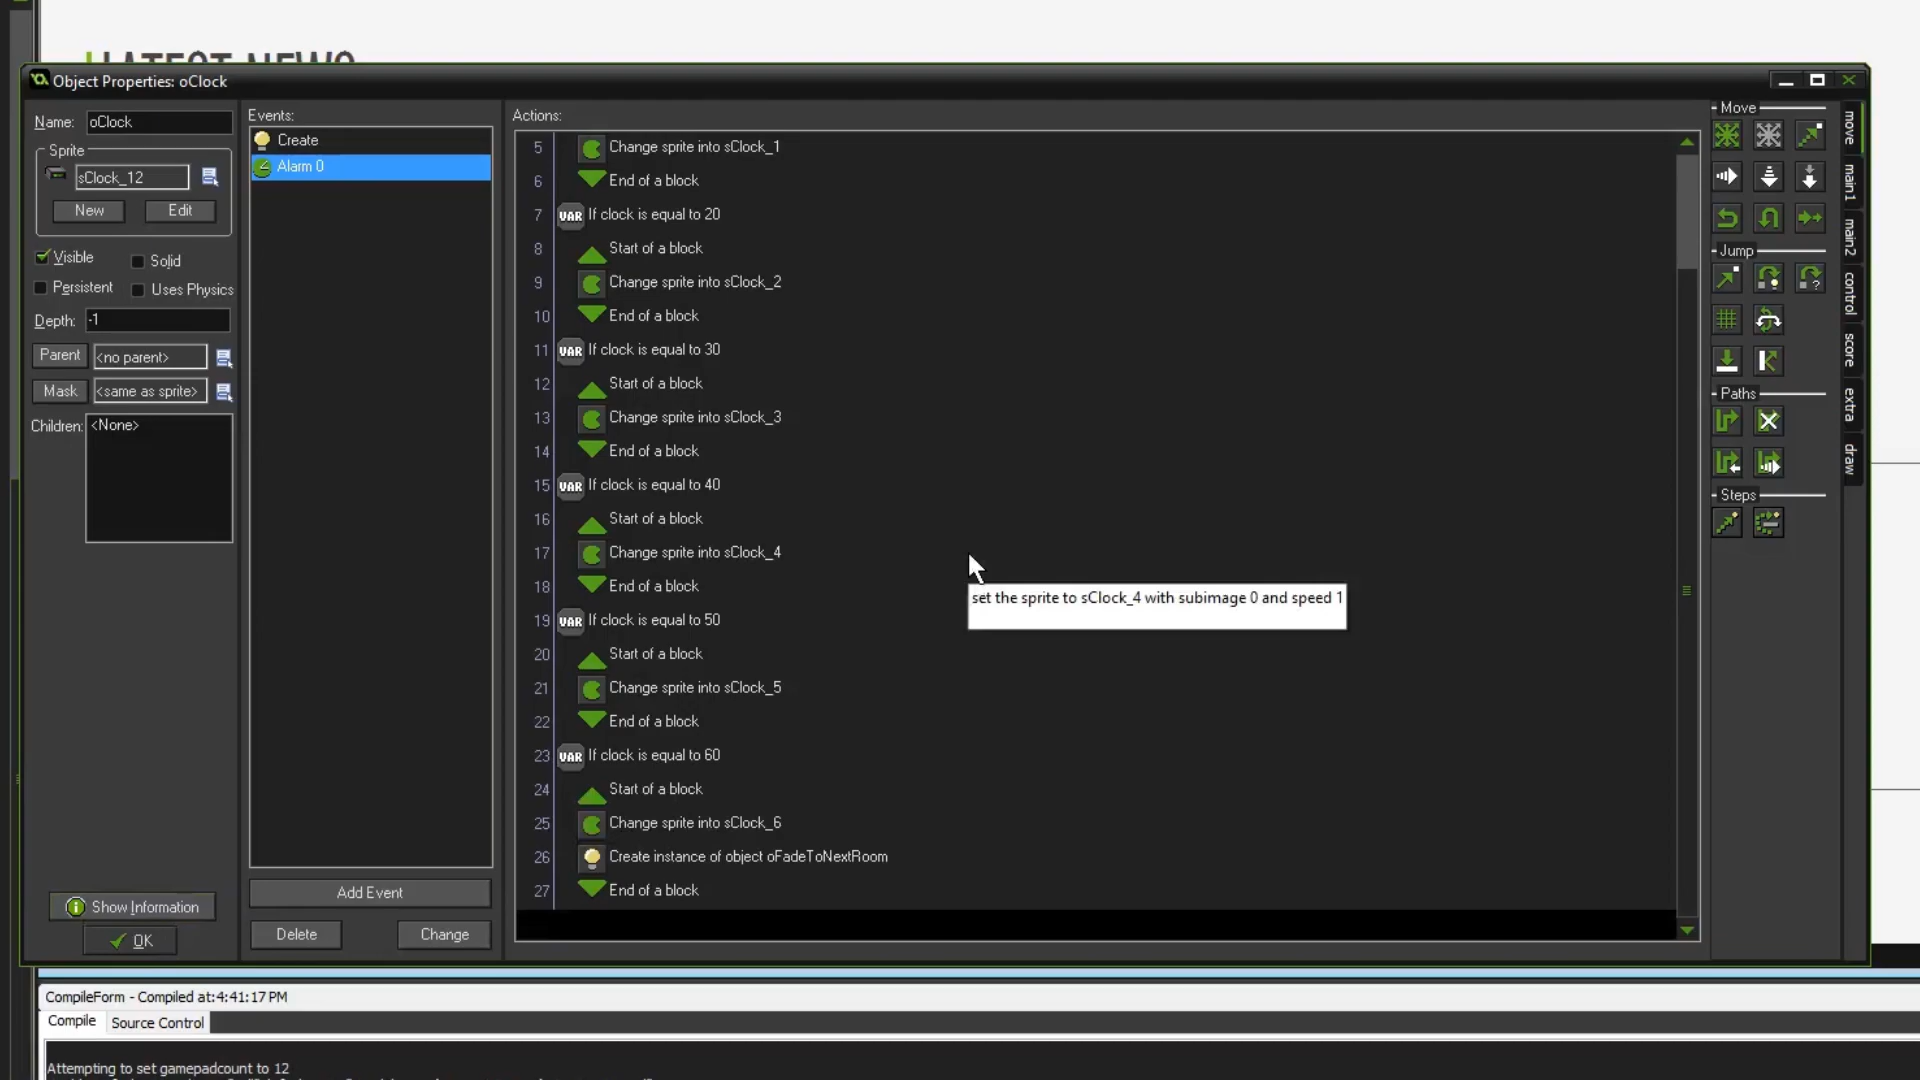 LATEST NEWS
Object Properties: oClock
Name: oClock
Sprite
sClock_12
New Edit
Visible Solid
Persistent Uses Physics
Depth: -1
Parent <no parent>
Mask <same as sprite>
Children: <None>
Show Information
OK
Events:
Create
Alarm 0
Add Event
Delete Change
Actions:
5 Change sprite into sClock_1
6 End of a block
7 VAR If clock is equal to 20
8 Start of a block
9 Change sprite into sClock_2
10 End of a block
11 VAR If clock is equal to 30
12 Start of a block
13 Change sprite into sClock_3
14 End of a block
15 VAR If clock is equal to 40
16 Start of a block
17 Change sprite into sClock_4
18 End of a block
19 VAR If clock is equal to 50
20 Start of a block
21 Change sprite into sClock_5
22 End of a block
23 VAR If clock is equal to 60
24 Start of a block
25 Change sprite into sClock_6
26 Create instance of object oFadeToNextRoom
27 End of a block
set the sprite to sClock_4 with subimage 0 and speed 1
Move
Jump
Paths
Steps
move
main1
main2
control
score
extra
draw
CompileForm - Compiled at:4:41:17 PM
Compile Source Control
Attempting to set gamepadcount to 12